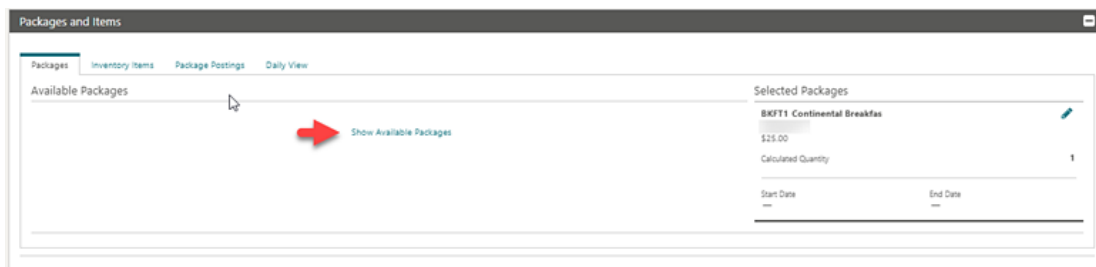 Packages and Items
Packages Inventory Items Package Postings Daily View
Available Packages
Show Available Packages
Selected Packages
BKFT1 Continental Breakfas
$25.00
Calculated Quantity 1
Start Date End Date
— —